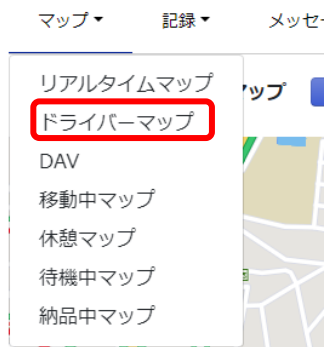 マップ▼ 記録▼ メッセ
リアルタイムマップ
ドライバーマップ
DAV
移動中マップ
休憩マップ
待機中マップ
納品中マップ
マップ